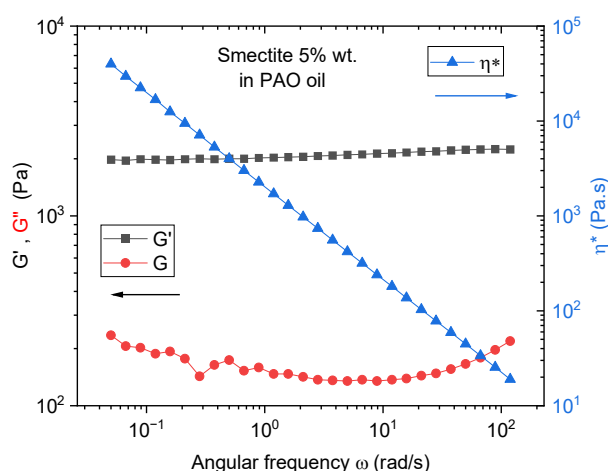 10⁴
10³
10²
G' , G" (Pa)
Smectite 5% wt.
in PAO oil
η*
G'
G
10⁵
10⁴
10³
10²
10¹
η* (Pa.s)
10⁻¹
10⁰
10¹
10²
Angular frequency ω (rad/s)